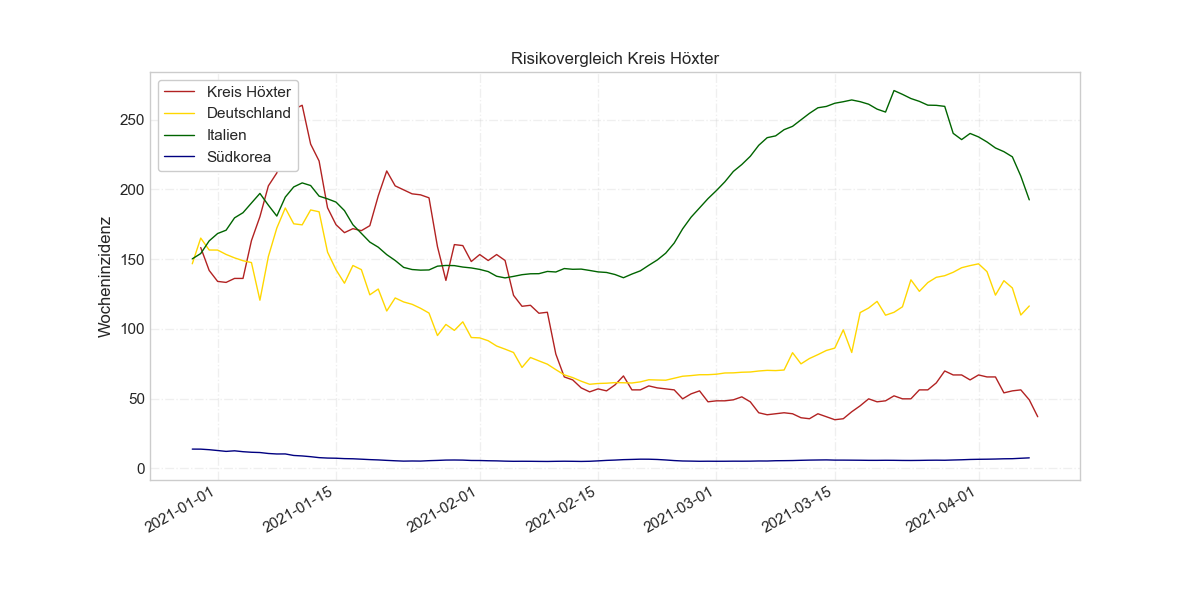 Risikovergleich Kreis Höxter
Kreis Höxter
Deutschland
Italien
Südkorea
Wocheninzidenz
250
200
150
100
50
0
2021-01-01
2021-01-15
2021-02-01
2021-02-15
2021-03-01
2021-03-15
2021-04-01